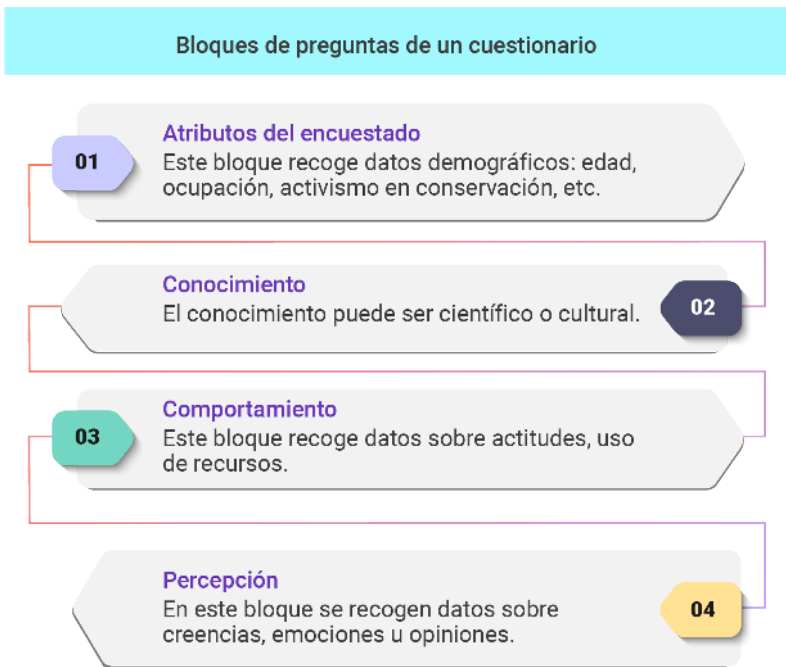 Bloques de preguntas de un cuestionario
01
Atributos del encuestado
Este bloque recoge datos demográficos: edad,
ocupación, activismo en conservación, etc.
Conocimiento
El conocimiento puede ser científico o cultural.
02
03
Comportamiento
Este bloque recoge datos sobre actitudes, uso
de recursos.
Percepción
En este bloque se recogen datos sobre
creencias, emociones u opiniones.
04